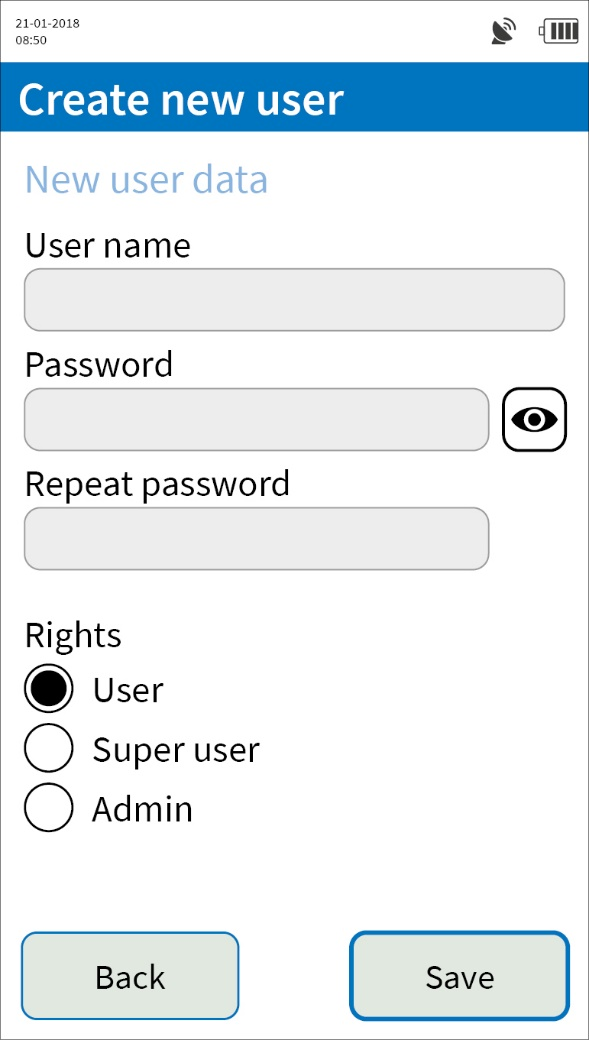 21-01-2018
08:50
Create new user
New user data
User name
Password
Repeat password
Rights
User
Super user
Admin
Back
Save